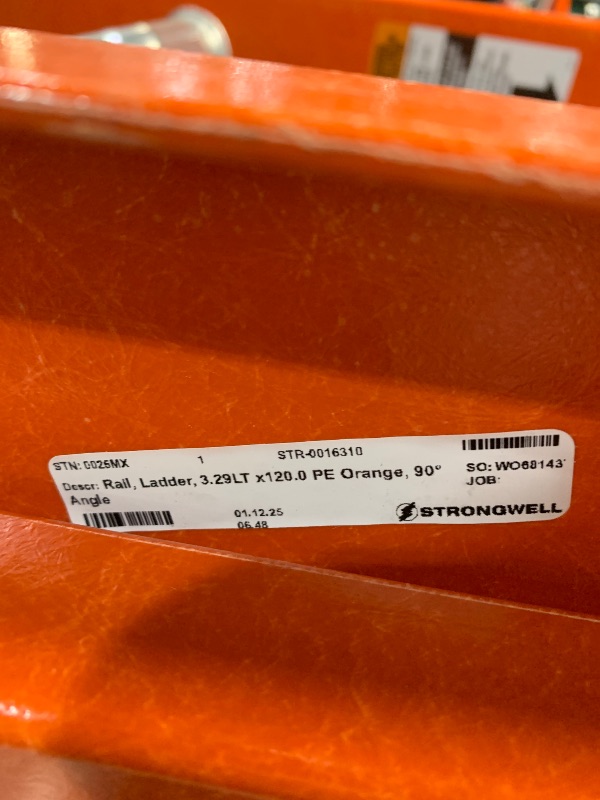 STN: 0026MX 1 STR-0016310
Descr: Rail, Ladder, 3.29LT x120.0 PE Orange, 90°
Angle
SO: WO68143
JOB:
01.12.25
06.48
STRONGWELL